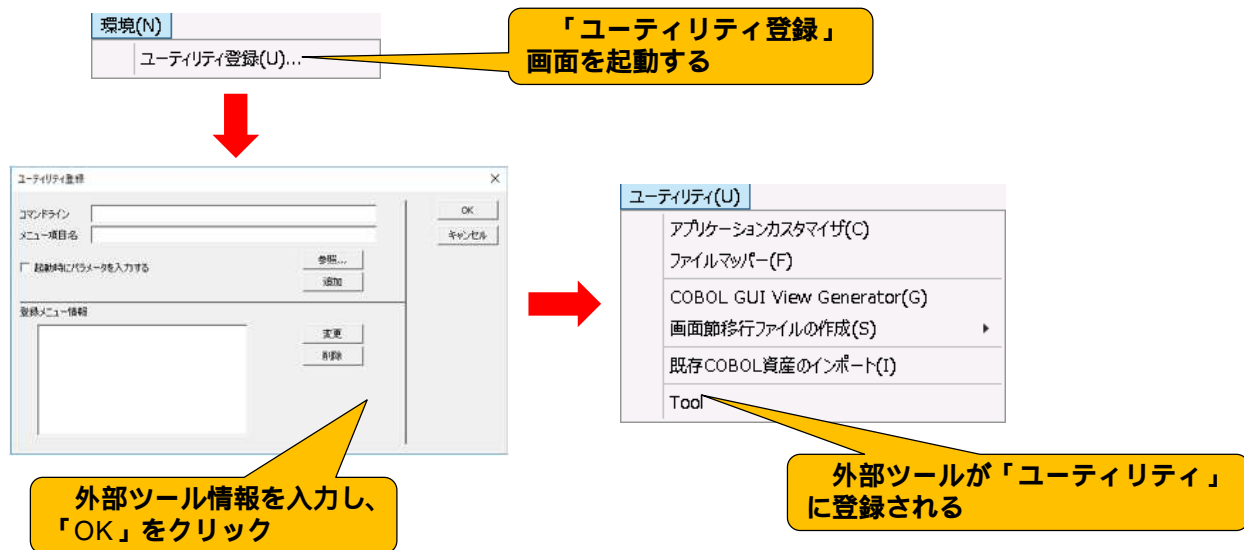 環境(N)
ユーティリティ登録(U)...
「ユーティリティ登録」
画面を起動する
ユーティリティ登録
コマンドライン
メニュー項目名
OK
キャンセル
起動時にパラメータを入力する
参照...
追加
登録メニュー情報
変更
削除
外部ツール情報を入力し、
「OK」をクリック
ユーティリティ(U)
アプリケーションカスタマイザ(C)
ファイルマッパー(F)
COBOL GUI View Generator(G)
画面節移行ファイルの作成(S)
既存COBOL資産のインポート(I)
Tool
外部ツールが「ユーティリティ」
に登録される